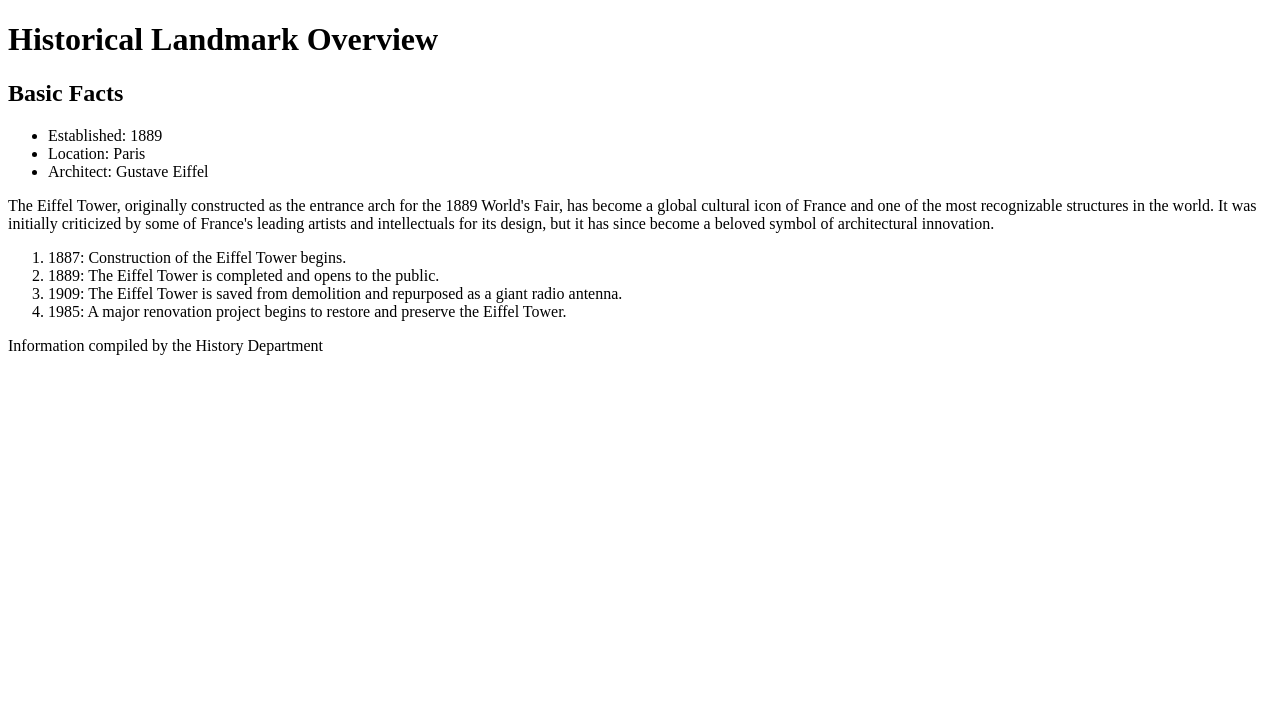 Historical Landmark Overview
Basic Facts
• Established: 1889
• Location: Paris
• Architect: Gustave Eiffel
The Eiffel Tower, originally constructed as the entrance arch for the 1889 World's Fair, has become a global cultural icon of France and one of the most recognizable structures in the world. It was
initially criticized by some of France's leading artists and intellectuals for its design, but it has since become a beloved symbol of architectural innovation.
1. 1887: Construction of the Eiffel Tower begins.
2. 1889: The Eiffel Tower is completed and opens to the public.
3. 1909: The Eiffel Tower is saved from demolition and repurposed as a giant radio antenna.
4. 1985: A major renovation project begins to restore and preserve the Eiffel Tower.
Information compiled by the History Department